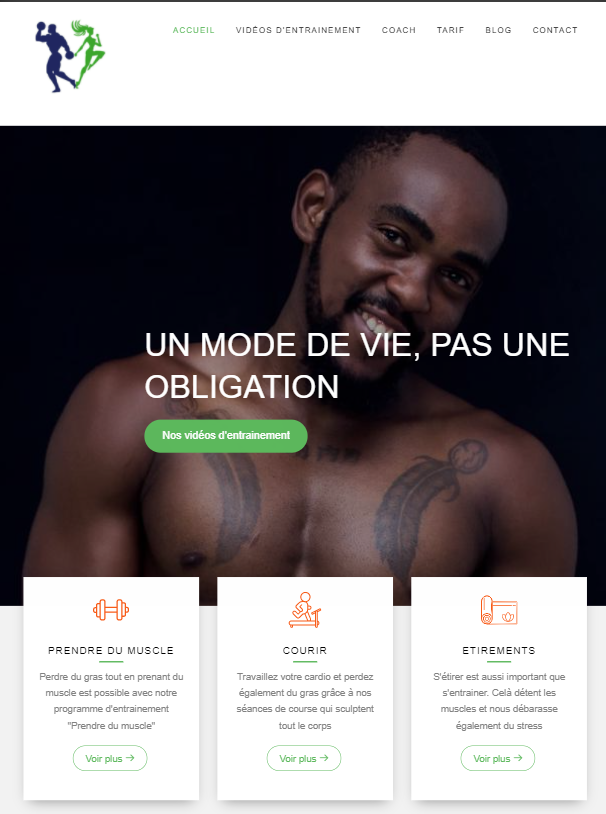 ACCUEIL VIDÉOS D'ENTRAINEMENT COACH TARIF BLOG CONTACT
UN MODE DE VIE, PAS UNE
OBLIGATION
Nos vidéos d'entrainement
PRENDRE DU MUSCLE
Perdre du gras tout en prenant du
muscle est possible avec notre
programme d'entrainement
"Prendre du muscle"
Voir plus →
COURIR
Travaillez votre cardio et perdez
également du gras grâce à nos
séances de course qui sculptent
tout le corps
Voir plus →
ETIREMENTS
S'étirer est aussi important que
s'entrainer. Celà détent les
muscles et nous débarasse
également du stress
Voir plus →